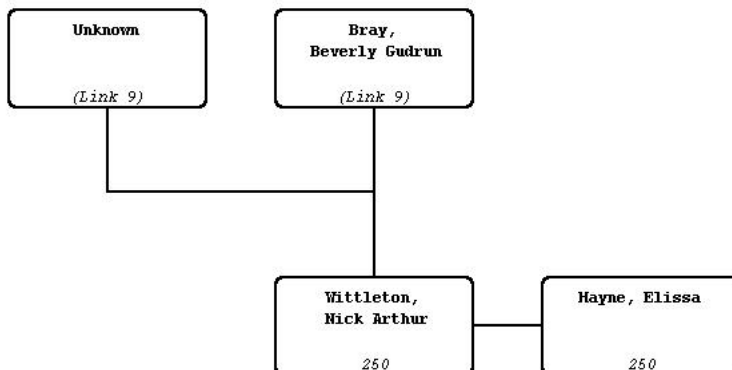 Unknown
(Link 9)
Bray,
Beverly Gudrun
(Link 9)
Wittleton,
Nick Arthur
250
Hayne, Elissa
250